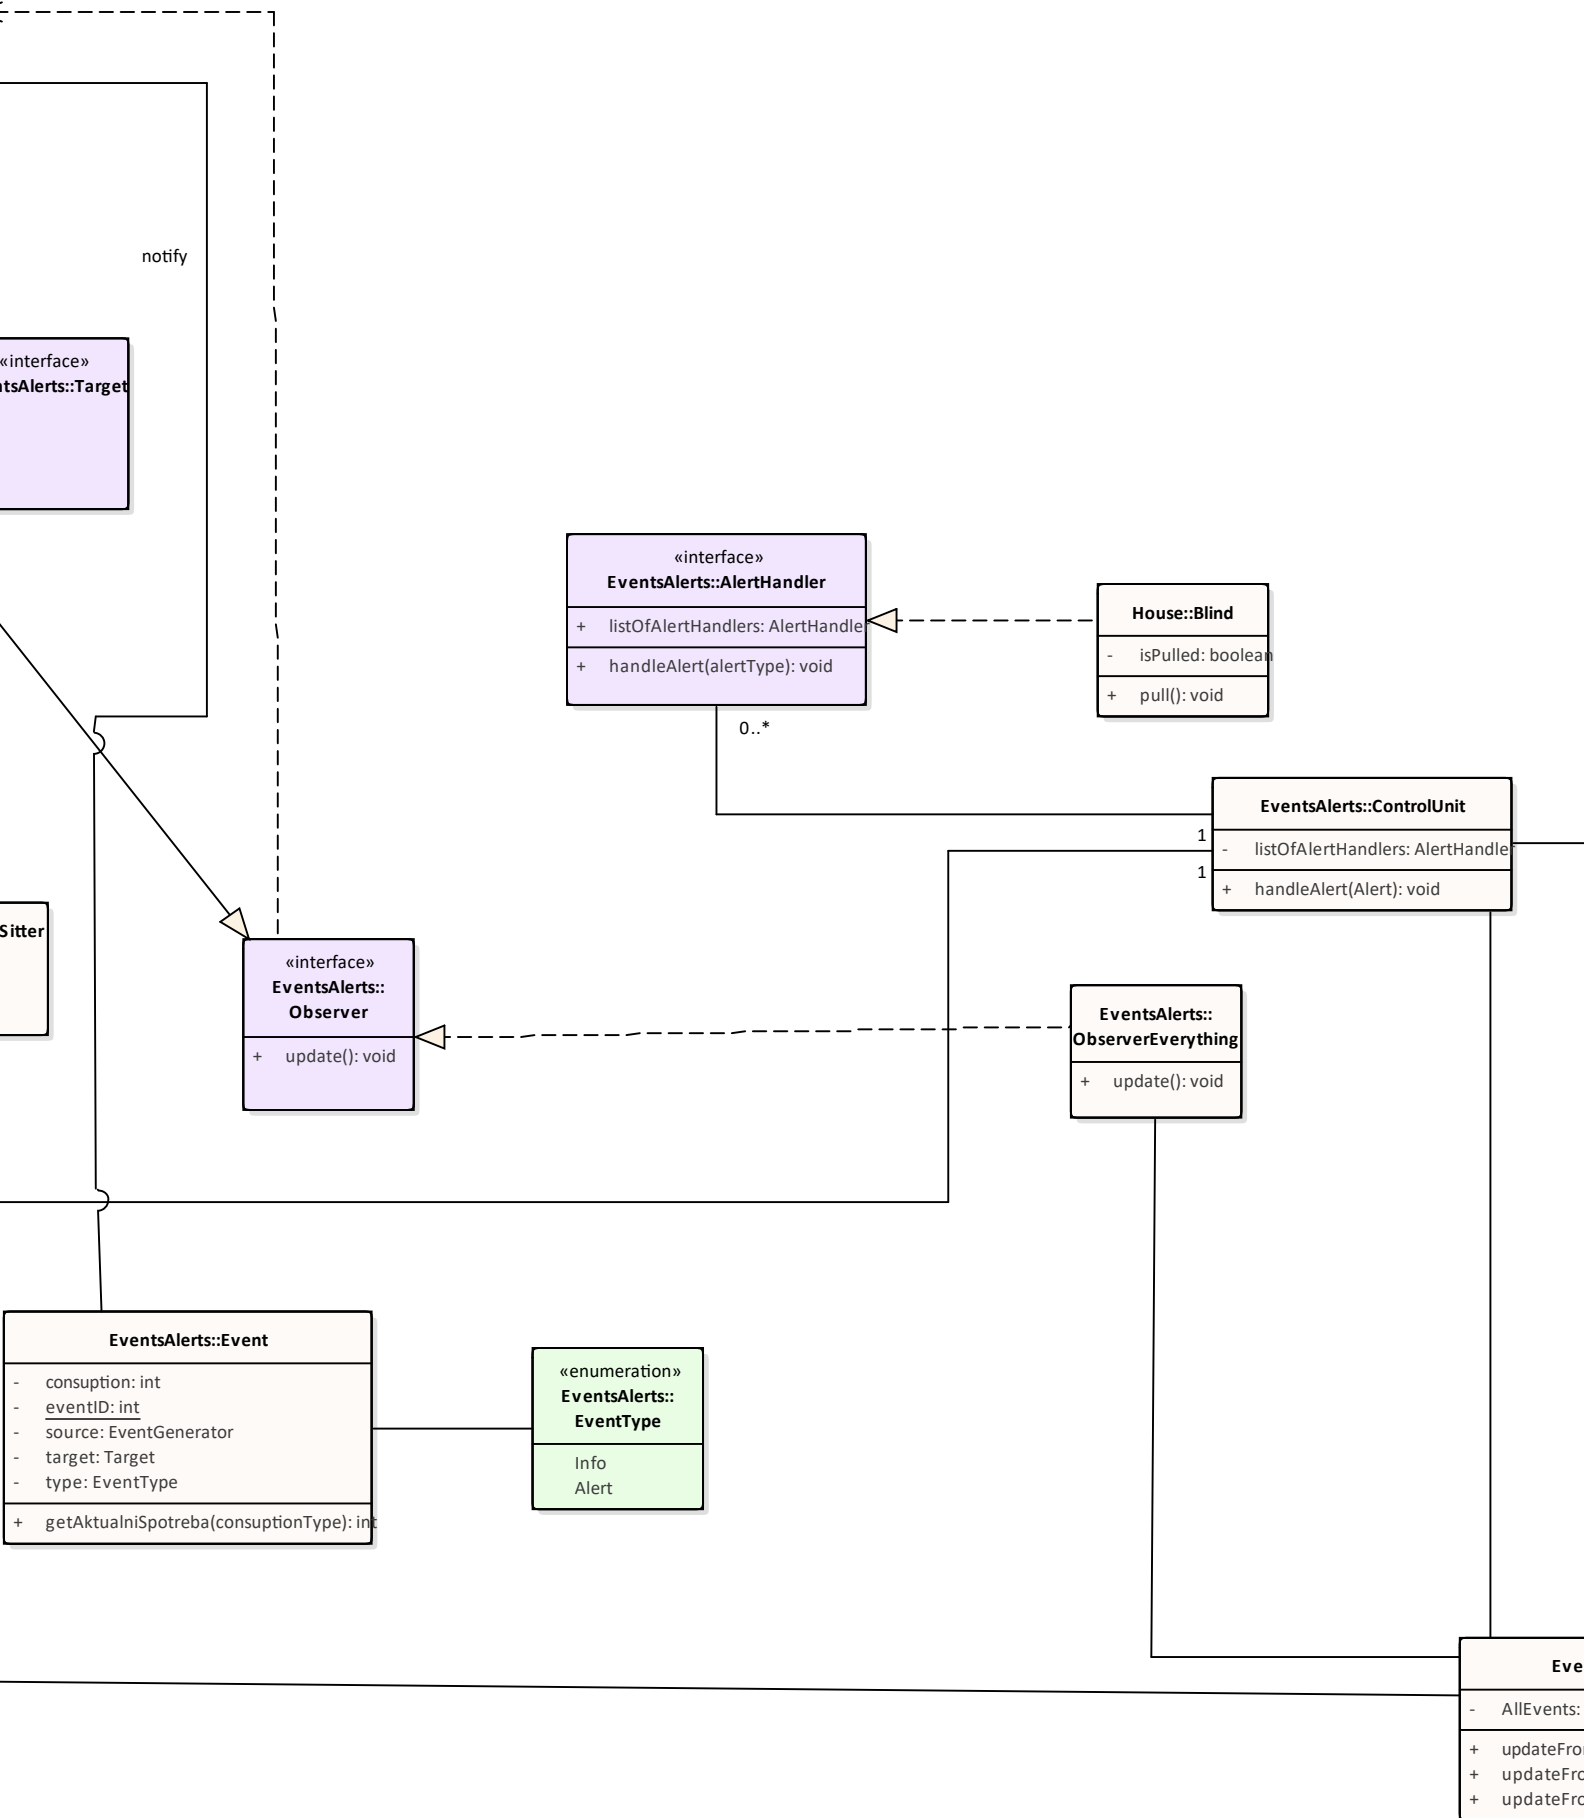 notify
«interface»
ntsAlerts::Target
«interface»
EventsAlerts::AlertHandler
+ listOfAlertHandlers: AlertHandle
+ handleAlert(alertType): void
0..*
House::Blind
- isPulled: boolean
+ pull(): void
EventsAlerts::ControlUnit
- listOfAlertHandlers: AlertHandle
+ handleAlert(Alert): void
1
1
Sitter
«interface»
EventsAlerts::
Observer
+ update(): void
EventsAlerts::
ObserverEverything
+ update(): void
EventsAlerts::Event
- consuption: int
- eventID: int
- source: EventGenerator
- target: Target
- type: EventType
+ getAktualniSpotreba(consuptionType): int
«enumeration»
EventsAlerts::
EventType
Info
Alert
Eve
- AllEvents:
+ updateFro
+ updateFro
+ updateFro